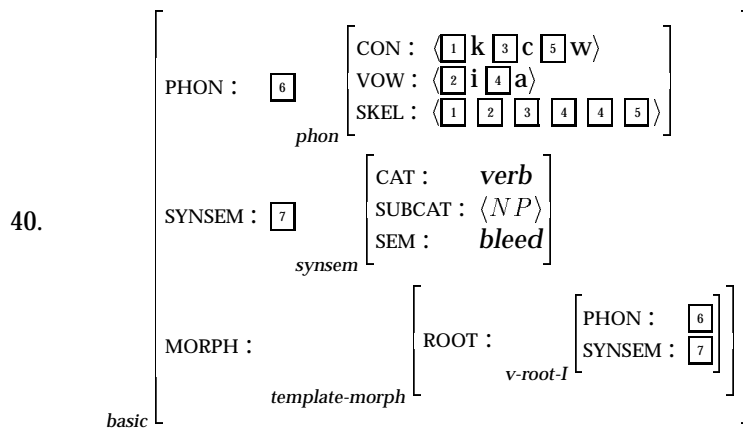 CON : ⟨1 k 3 c 5 w⟩
PHON : 6 VOW : ⟨2 i 4 a⟩
SKEL : ⟨1 2 3 4 4 5⟩
phon
CAT : verb
40. SYNSEM : 7 SUBCAT : ⟨NP⟩
SEM : bleed
synsem
PHON : 6
MORPH : ROOT : SYNSEM : 7
v-root-I
template-morph
basic